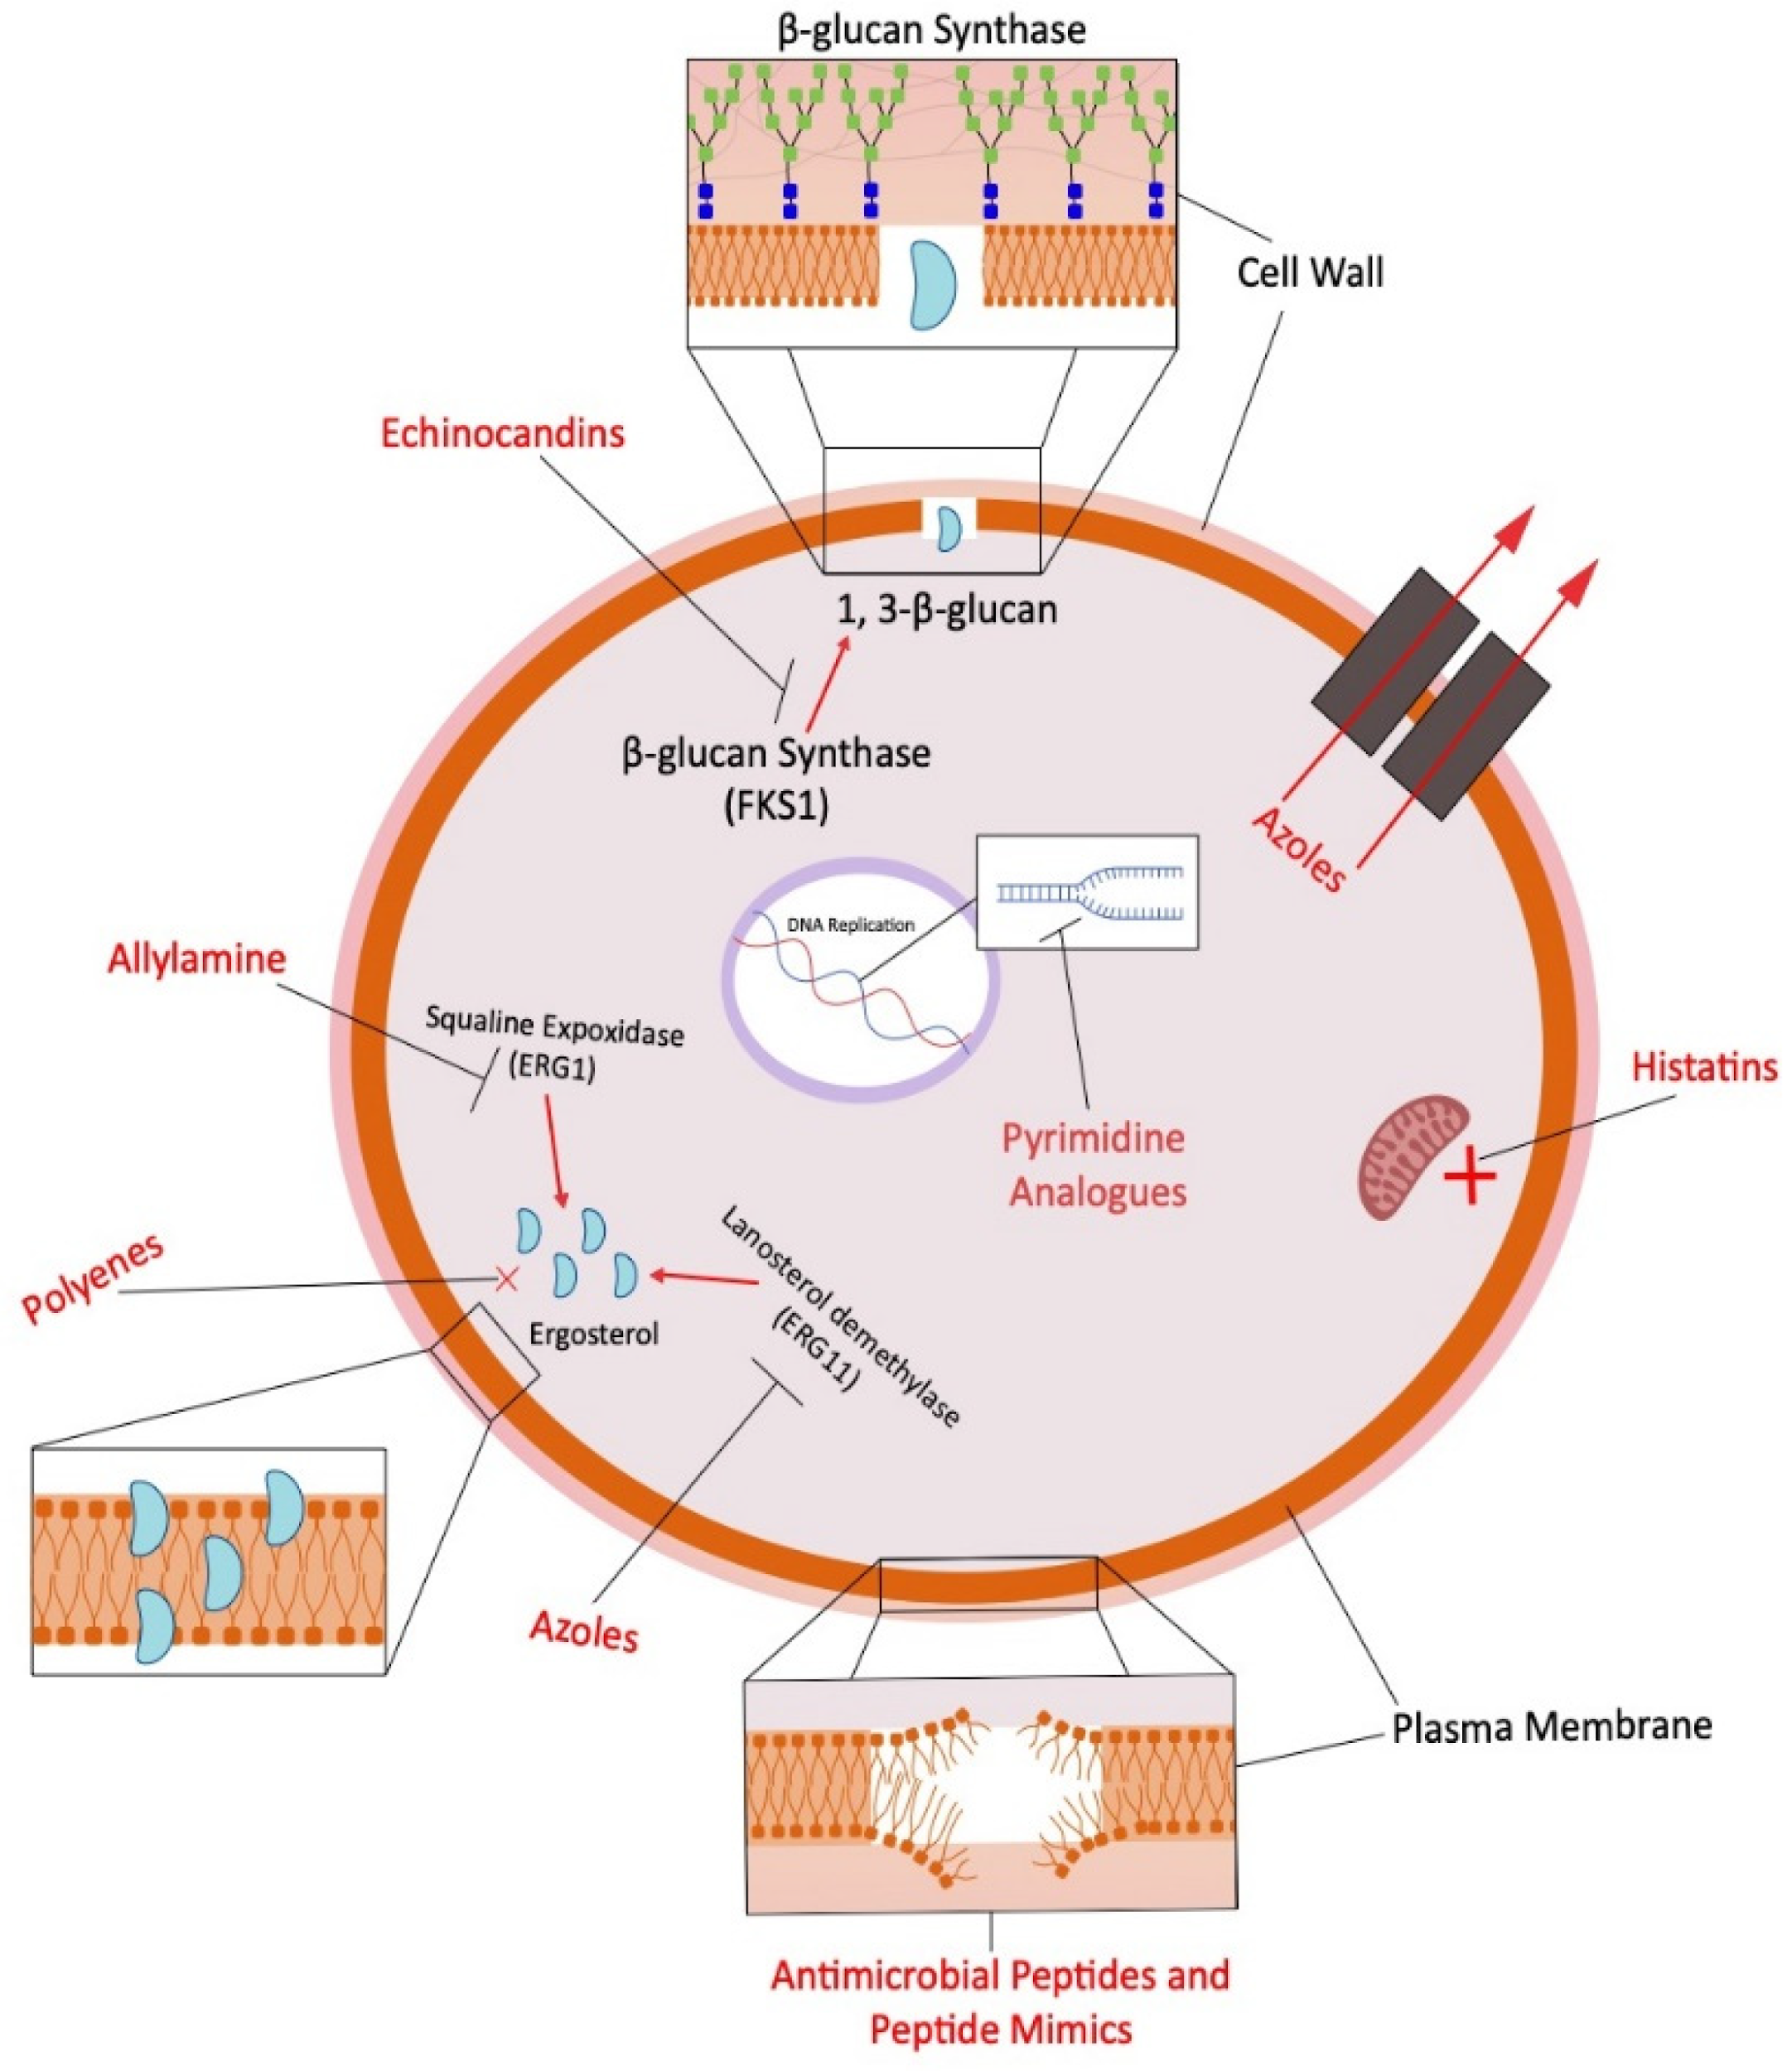 β-glucan Synthase
Cell Wall
Echinocandins
1, 3-β-glucan
β-glucan Synthase
(FKS1)
Azoles
DNA Replication
Allylamine
Squaline Expoxidase
(ERG1)
Histatins
Pyrimidine
Analogues
Polyenes
Lanosterol demethylase
(ERG11)
Ergosterol
Azoles
Plasma Membrane
Antimicrobial Peptides and
Peptide Mimics